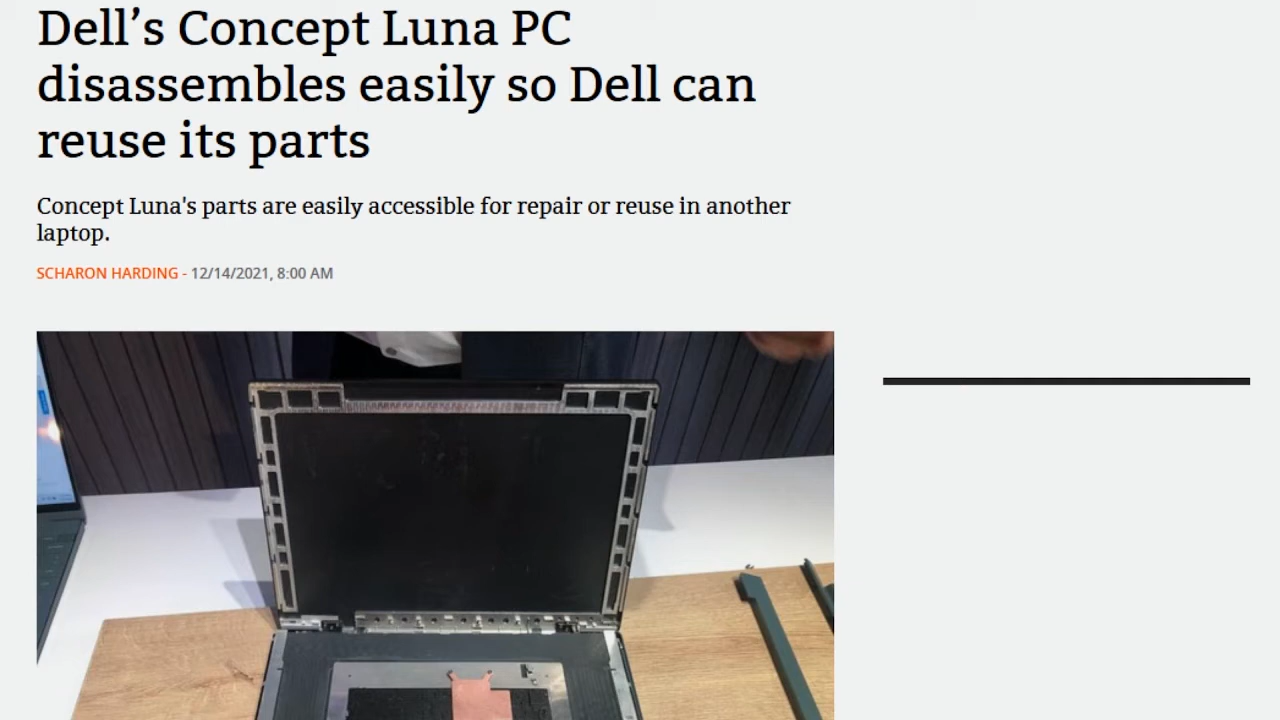 Dell’s Concept Luna PC
disassembles easily so Dell can
reuse its parts
Concept Luna's parts are easily accessible for repair or reuse in another
laptop.
SCHARON HARDING - 12/14/2021, 8:00 AM